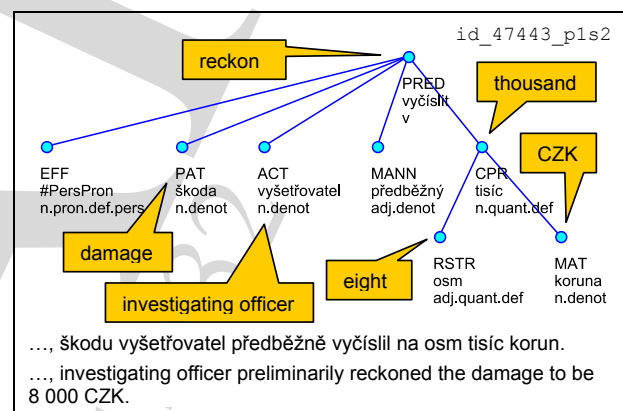 id_47443_p1s2
reckon
PRED
vyčíslit
v
thousand
CZK
EFF
#PersPron
n.pron.def.pers
PAT
škoda
n.denot
ACT
vyšetřovatel
n.denot
MANN
předběžný
adj.denot
CPR
tisíc
n.quant.def
damage
investigating officer
eight
RSTR
osm
adj.quant.def
MAT
koruna
n.denot
…, škodu vyšetřovatel předběžně vyčíslil na osm tisíc korun.
…, investigating officer preliminarily reckoned the damage to be
8 000 CZK.